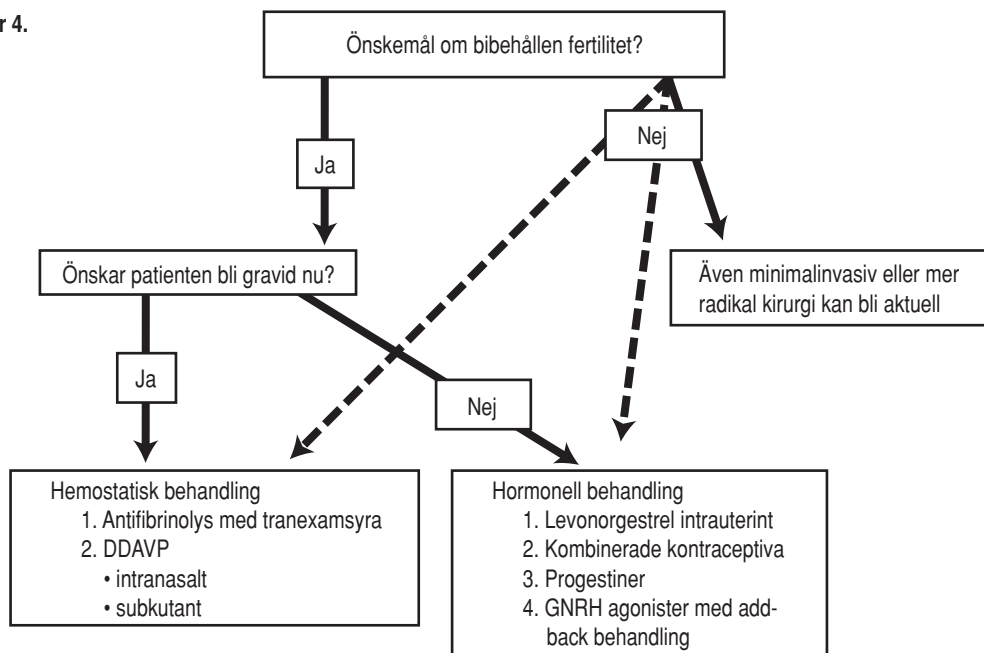 r 4.
Önskemål om bibehållen fertilitet?
Ja
Nej
Önskar patienten bli gravid nu?
Även minimalinvasiv eller mer
radikal kirurgi kan bli aktuell
Ja
Nej
Hemostatisk behandling
1. Antifibrinolys med tranexamsyra
2. DDAVP
• intranasalt
• subkutant
Hormonell behandling
1. Levonorgestrel intrauterint
2. Kombinerade kontraceptiva
3. Progestiner
4. GNRH agonister med add-
back behandling